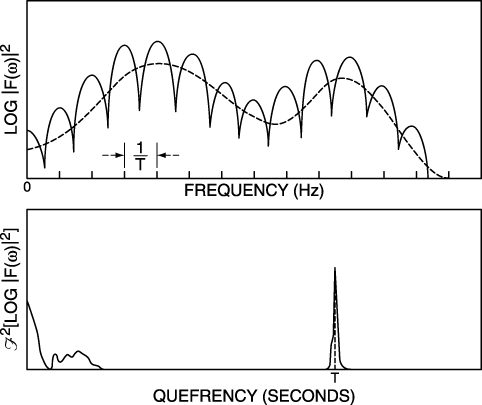 LOG |F(ω)|²
1
T
0
FREQUENCY (Hz)
ℱ²[LOG |F(ω)|²]
T
QUEFRENCY (SECONDS)